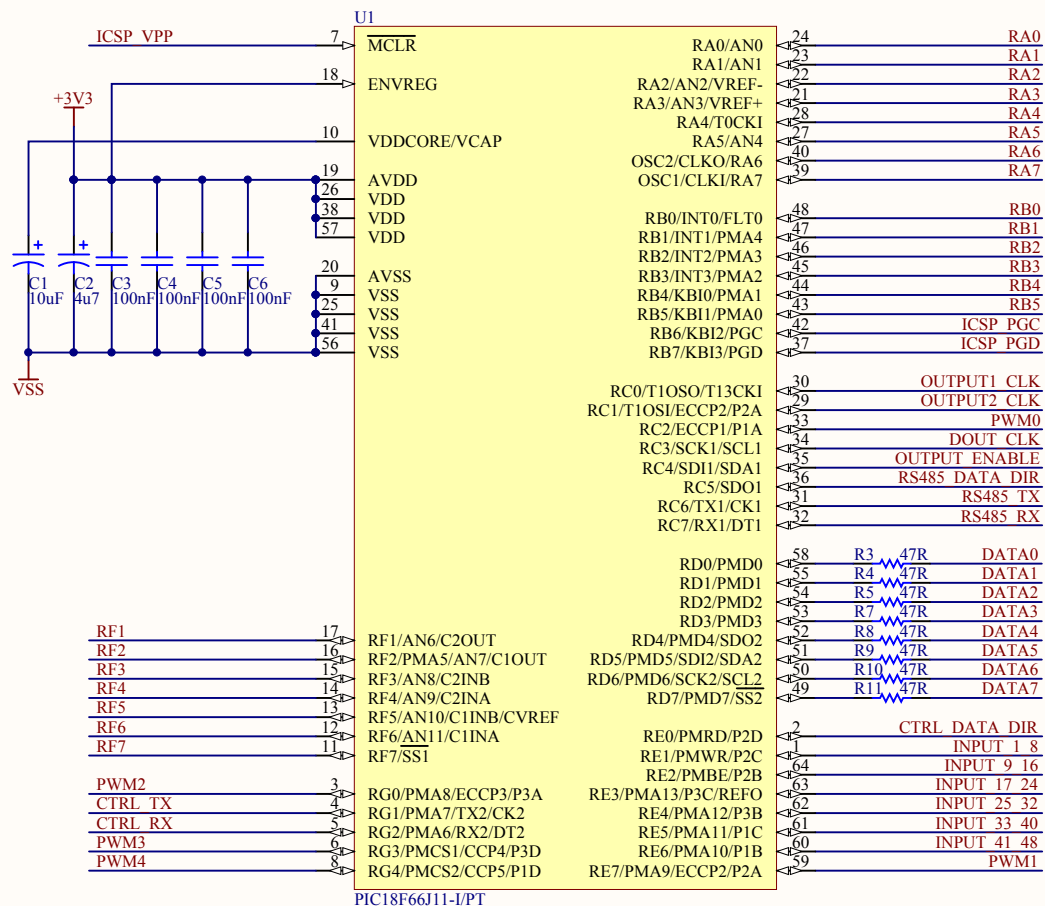 U1
ICSP_VPP 7 MCLR RA0/AN0 24 RA0
RA1/AN1 23 RA1
18 ENVREG RA2/AN2/VREF- 22 RA2
+3V3 RA3/AN3/VREF+ 21 RA3
RA4/T0CKI 28 RA4
10 VDDCORE/VCAP RA5/AN4 27 RA5
OSC2/CLKO/RA6 40 RA6
19 AVDD OSC1/CLKI/RA7 39 RA7
26 VDD
38 VDD RB0/INT0/FLT0 48 RB0
57 VDD RB1/INT1/PMA4 47 RB1
+ + RB2/INT2/PMA3 46 RB2
20 AVSS RB3/INT3/PMA2 45 RB3
C1 C2 C3 C4 C5 C6
10uF 4u7 100nF 100nF 100nF 100nF 9 VSS RB4/KBI0/PMA1 44 RB4
25 VSS RB5/KBI1/PMA0 43 RB5
41 VSS RB6/KBI2/PGC 42 ICSP_PGC
56 VSS RB7/KBI3/PGD 37 ICSP_PGD
VSS RC0/T1OSO/T13CKI 30 OUTPUT1_CLK
RC1/T1OSI/ECCP2/P2A 29 OUTPUT2_CLK
RC2/ECCP1/P1A 33 PWM0
RC3/SCK1/SCL1 34 DOUT_CLK
RC4/SDI1/SDA1 35 OUTPUT_ENABLE
RC5/SDO1 36 RS485_DATA_DIR
RC6/TX1/CK1 31 RS485_TX
RC7/RX1/DT1 32 RS485_RX
RD0/PMD0 58 R3 47R DATA0
RD1/PMD1 55 R4 47R DATA1
RD2/PMD2 54 R5 47R DATA2
RD3/PMD3 53 R7 47R DATA3
RF1 17 RF1/AN6/C2OUT RD4/PMD4/SDO2 52 R8 47R DATA4
RF2 16 RF2/PMA5/AN7/C1OUT RD5/PMD5/SDI2/SDA2 51 R9 47R DATA5
RF3 15 RF3/AN8/C2INB RD6/PMD6/SCK2/SCL2 50 R10 47R DATA6
RF4 14 RF4/AN9/C2INA RD7/PMD7/SS2 49 R11 47R DATA7
RF5 13 RF5/AN10/C1INB/CVREF
RF6 12 RF6/AN11/C1INA RE0/PMRD/P2D 2 CTRL_DATA_DIR
RF7 11 RF7/SS1 RE1/PMWR/P2C 1 INPUT_1_8
RE2/PMBE/P2B 64 INPUT_9_16
PWM2 3 RG0/PMA8/ECCP3/P3A RE3/PMA13/P3C/REFO 63 INPUT_17_24
CTRL_TX 4 RG1/PMA7/TX2/CK2 RE4/PMA12/P3B 62 INPUT_25_32
CTRL_RX 5 RG2/PMA6/RX2/DT2 RE5/PMA11/P1C 61 INPUT_33_40
PWM3 6 RG3/PMCS1/CCP4/P3D RE6/PMA10/P1B 60 INPUT_41_48
PWM4 8 RG4/PMCS2/CCP5/P1D RE7/PMA9/ECCP2/P2A 59 PWM1
PIC18F66J11-I/PT